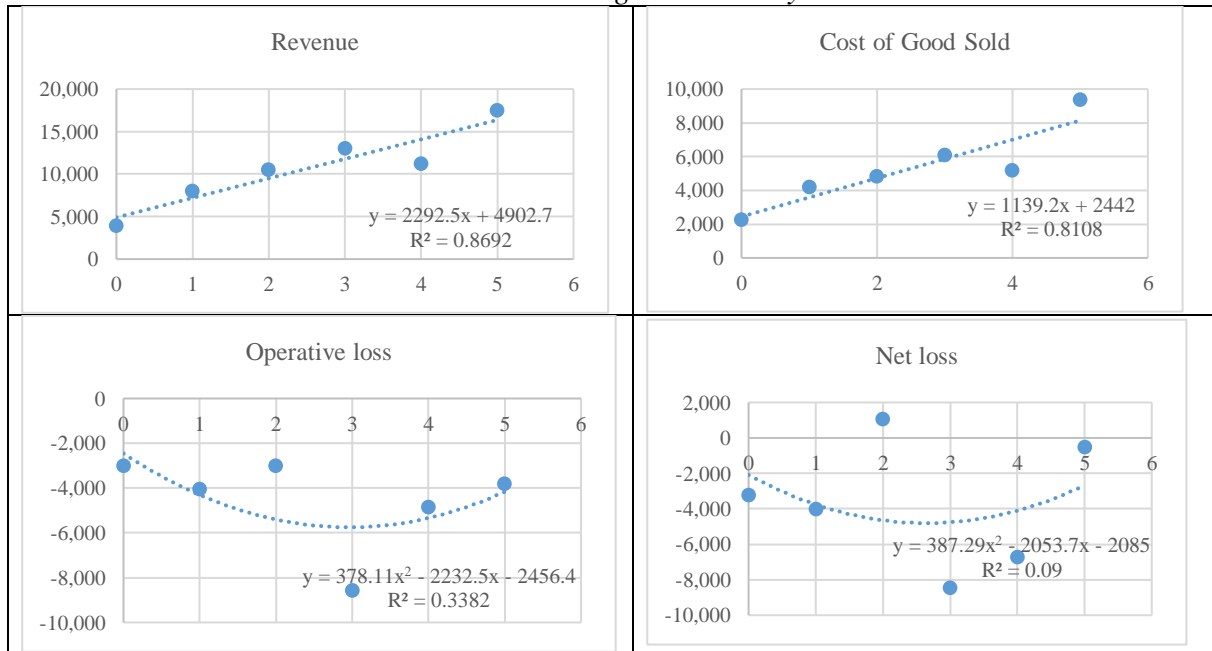 Revenue
20,000
15,000
10,000
5,000
0
y = 2292.5x + 4902.7
R² = 0.8692
0 1 2 3 4 5 6
Cost of Good Sold
10,000
8,000
6,000
4,000
2,000
0
y = 1139.2x + 2442
R² = 0.8108
0 2 4 6
Operative loss
0
0 1 2 3 4 5 6
-2,000
-4,000
-6,000
-8,000
-10,000
y = 378.11x² - 2232.5x - 2456.4
R² = 0.3382
Net loss
2,000
0
0 1 2 3 4 5 6
-2,000
-4,000
-6,000
-8,000
-10,000
y = 387.29x² - 2053.7x - 2085
R² = 0.09